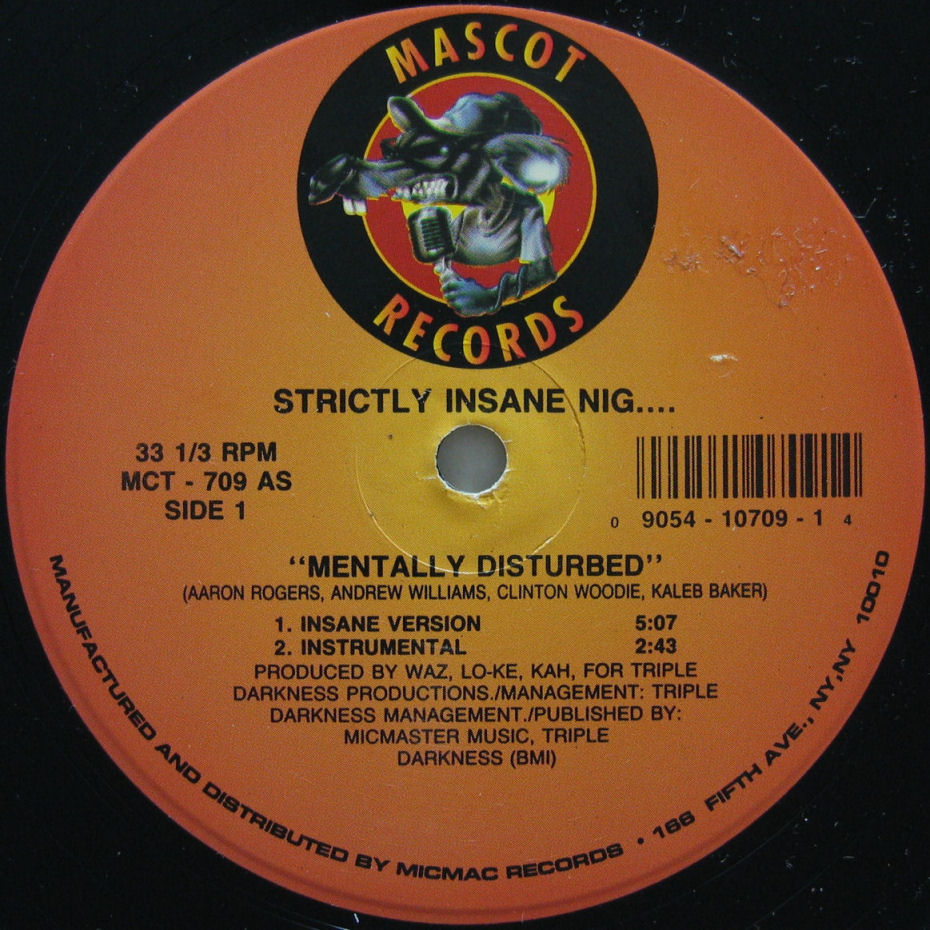 MASCOT
RECORDS
STRICTLY INSANE NIG....
33 1/3 RPM
MCT - 709 AS
SIDE 1
0 9054 - 10709 - 1 4
“MENTALLY DISTURBED”
(AARON ROGERS, ANDREW WILLIAMS, CLINTON WOODIE, KALEB BAKER)
1. INSANE VERSION 5:07
2. INSTRUMENTAL 2:43
PRODUCED BY WAZ, LO-KE, KAH, FOR TRIPLE
DARKNESS PRODUCTIONS./MANAGEMENT: TRIPLE
DARKNESS MANAGEMENT./PUBLISHED BY:
MICMASTER MUSIC, TRIPLE
DARKNESS (BMI)
MANUFACTURED AND DISTRIBUTED BY MICMAC RECORDS • 166 FIFTH AVE., NY,NY 10010